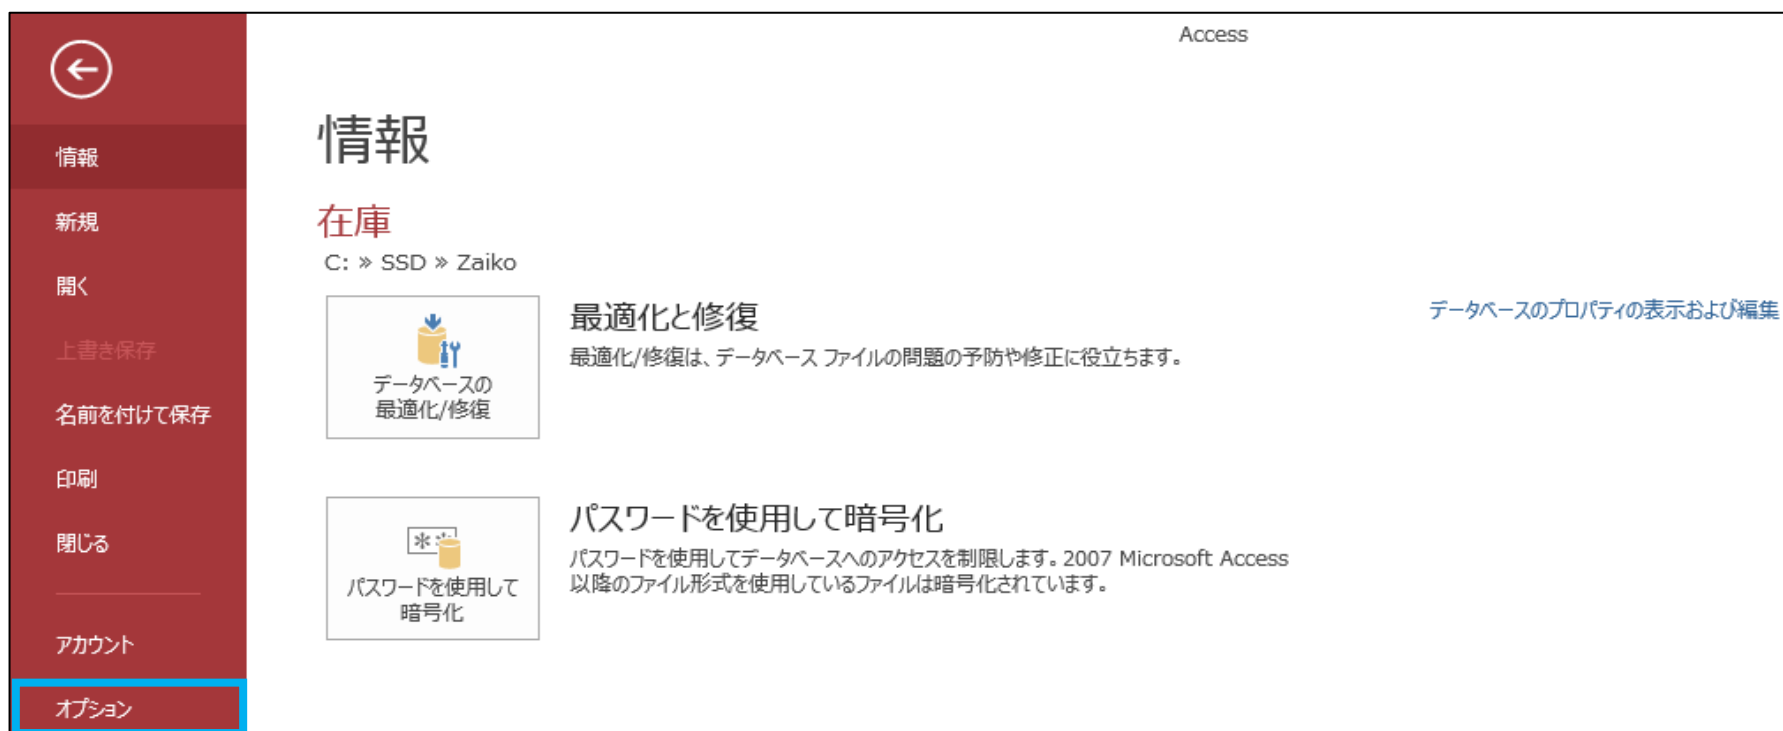 Access
情報
新規
開く
上書き保存
名前を付けて保存
印刷
閉じる
アカウント
オプション
情報
在庫
C: » SSD » Zaiko
データベースの
最適化/修復
最適化と修復
最適化/修復は、データベース ファイルの問題の予防や修正に役立ちます。
データベースのプロパティの表示および編集
**
パスワードを使用して
暗号化
パスワードを使用して暗号化
パスワードを使用してデータベースへのアクセスを制限します。2007 Microsoft Access
以降のファイル形式を使用しているファイルは暗号化されています。